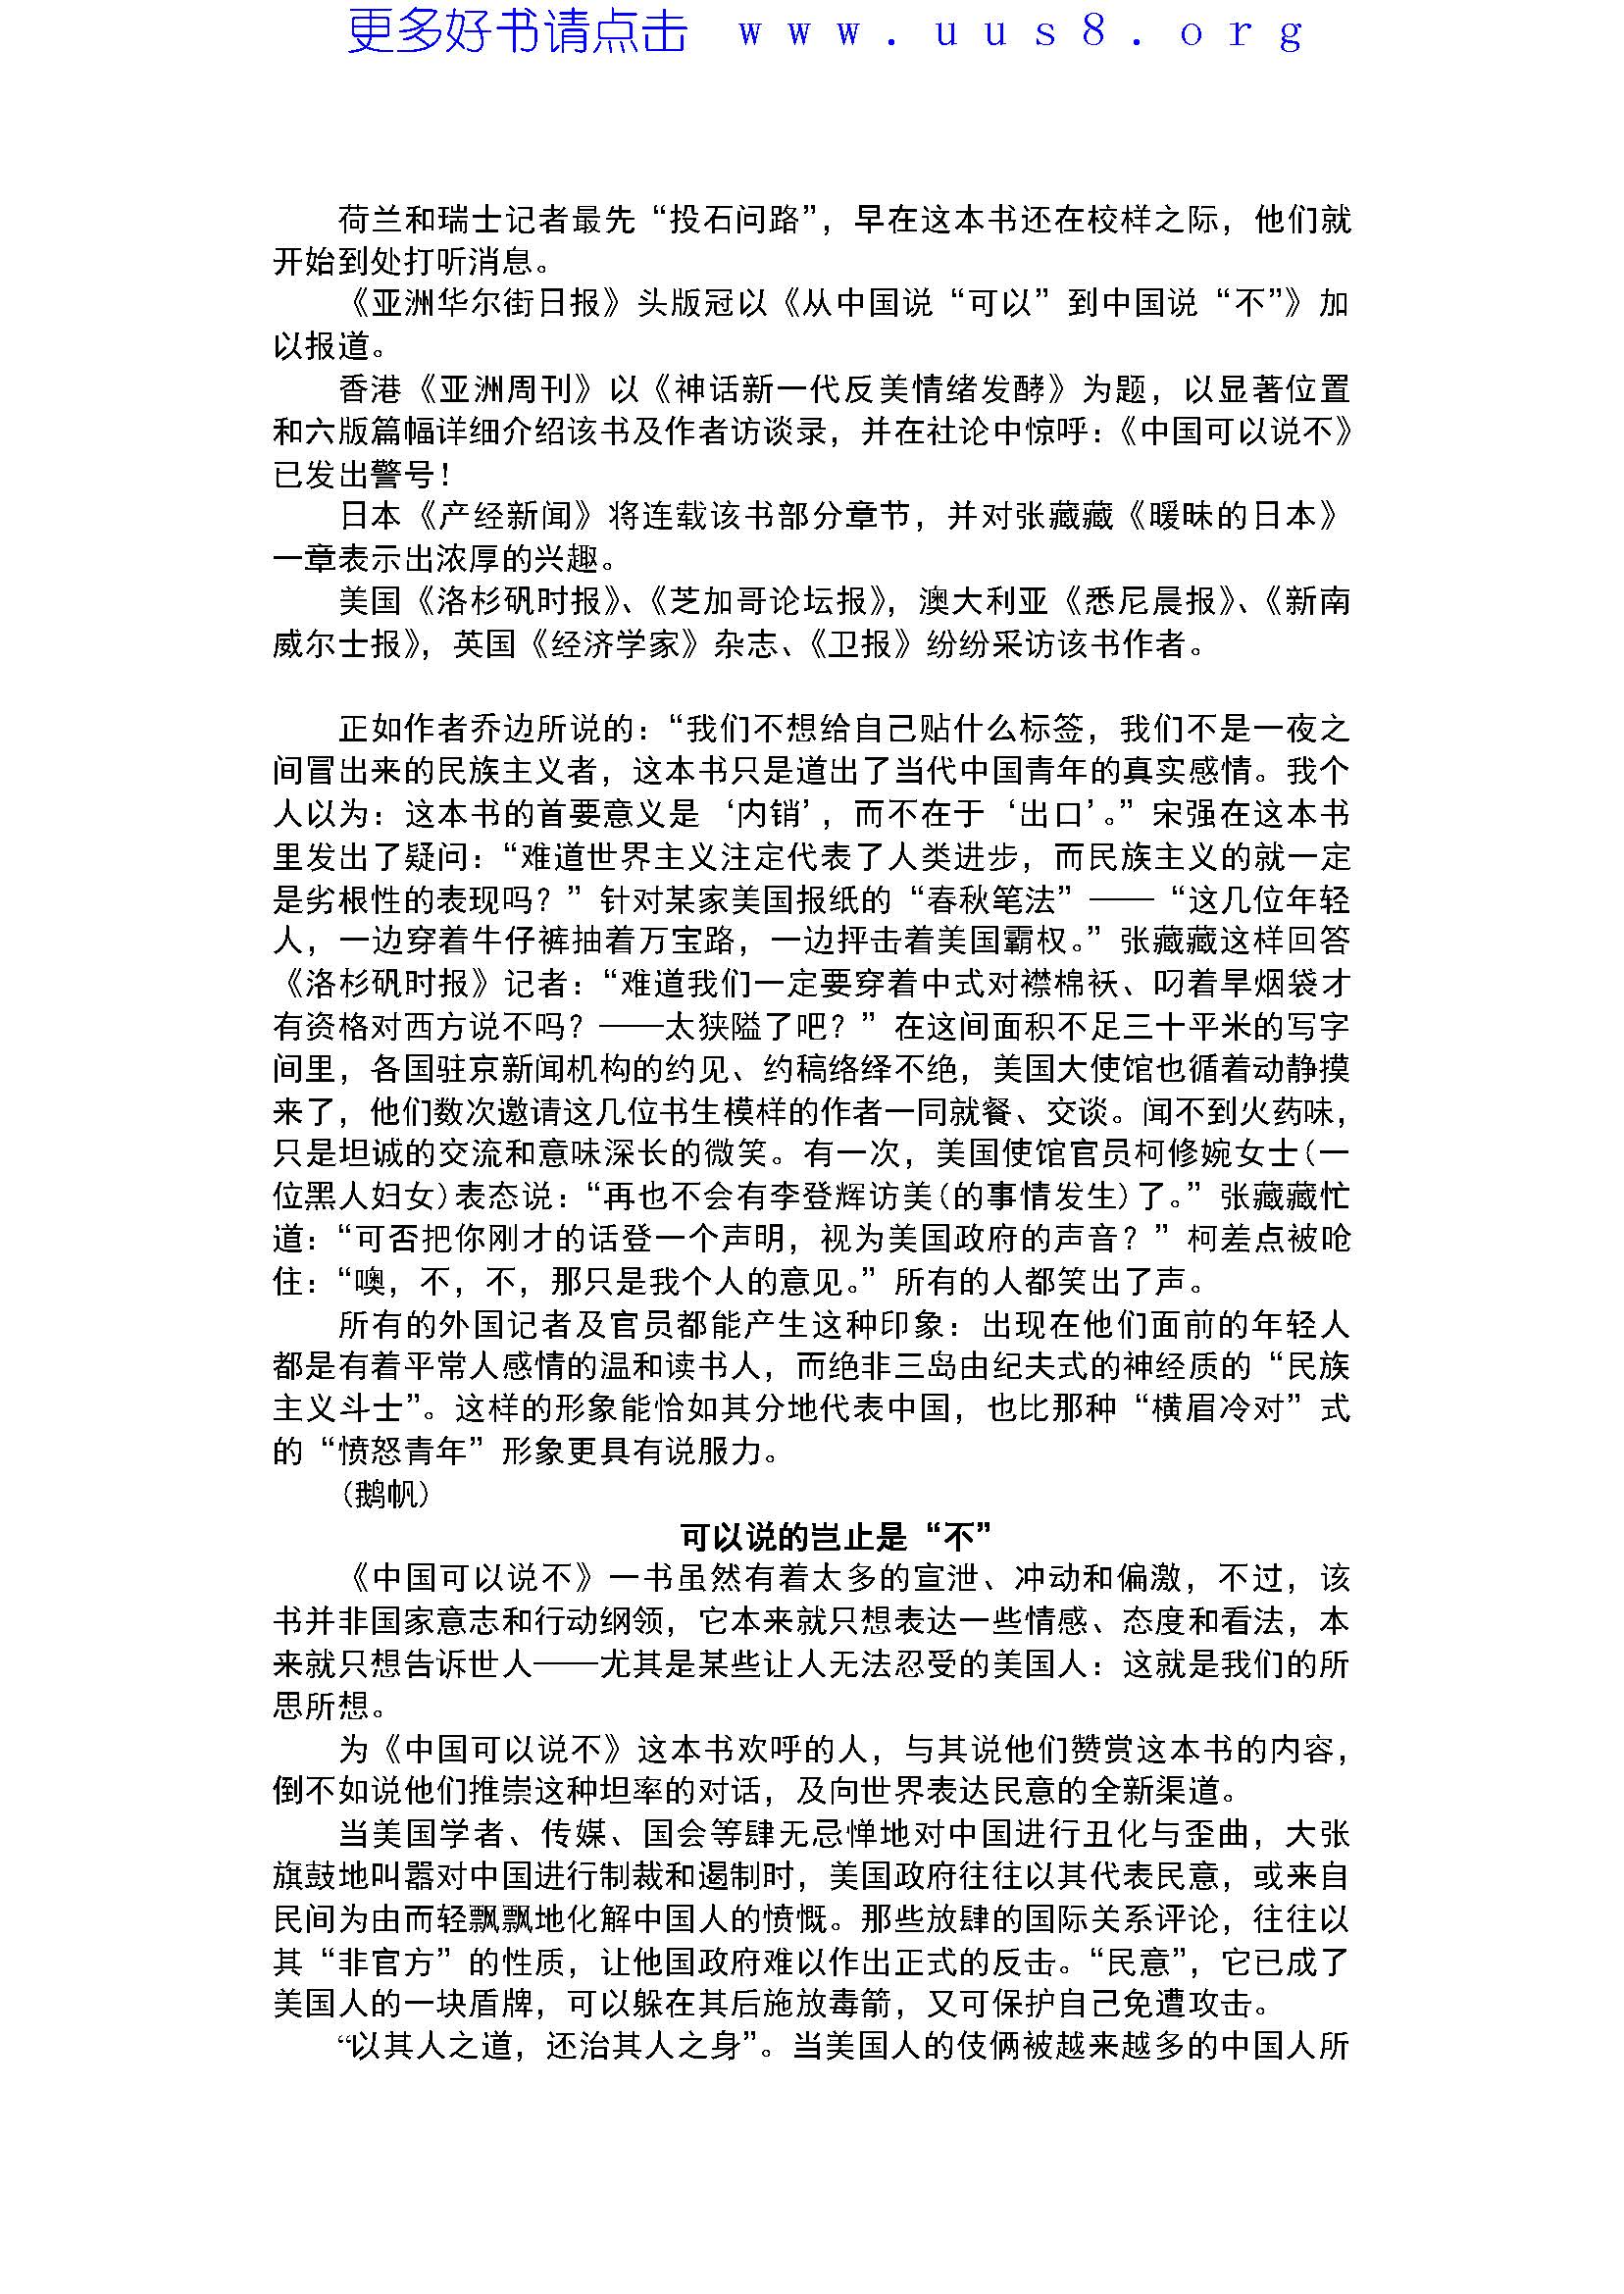 更多好书请点击 www.uus8.org
荷兰和瑞士记者最先“投石问路”，早在这本书还在校样之际，他们就
开始到处打听消息。
《亚洲华尔街日报》头版冠以《从中国说“可以”到中国说“不”》加
以报道。
香港《亚洲周刊》以《神话新一代反美情绪发酵》为题，以显著位置
和六版篇幅详细介绍该书及作者访谈录，并在社论中惊呼：《中国可以说不》
已发出警号！
日本《产经新闻》将连载该书部分章节，并对张藏藏《暖昧的日本》
一章表示出浓厚的兴趣。
美国《洛杉矶时报》、《芝加哥论坛报》，澳大利亚《悉尼晨报》、《新南
威尔士报》，英国《经济学家》杂志、《卫报》纷纷采访该书作者。
正如作者乔边所说的：“我们不想给自己贴什么标签，我们不是一夜之
间冒出来的民族主义者，这本书只是道出了当代中国青年的真实感情。我个
人以为：这本书的首要意义是‘内销’，而不在于‘出口’。”宋强在这本书
里发出了疑问：“难道世界主义注定代表了人类进步，而民族主义的就一定
是劣根性的表现吗？”针对某家美国报纸的“春秋笔法”——“这几位年轻
人，一边穿着牛仔裤抽着万宝路，一边抨击着美国霸权。”张藏藏这样回答
《洛杉矶时报》记者：“难道我们一定要穿着中式对襟棉袄、叼着旱烟袋才
有资格对西方说不吗？——太狭隘了吧？”在这间面积不足三十平米的写字
间里，各国驻京新闻机构的约见、约稿络绎不绝，美国大使馆也循着动静摸
来了，他们数次邀请这几位书生模样的作者一同就餐、交谈。闻不到火药味，
只是坦诚的交流和意味深长的微笑。有一次，美国使馆官员柯修婉女士(一
位黑人妇女)表态说：“再也不会有李登辉访美(的事情发生)了。”张藏藏忙
道：“可否把你刚才的话登一个声明，视为美国政府的声音？”柯差点被呛
住：“噢，不，不，那只是我个人的意见。”所有的人都笑出了声。
所有的外国记者及官员都能产生这种印象：出现在他们面前的年轻人
都是有着平常人感情的温和读书人，而绝非三岛由纪夫式的神经质的“民族
主义斗士”。这样的形象能恰如其分地代表中国，也比那种“横眉冷对”式
的“愤怒青年”形象更具有说服力。
(鹅帆)
可以说的岂止是“不”
《中国可以说不》一书虽然有着太多的宣泄、冲动和偏激，不过，该
书并非国家意志和行动纲领，它本来就只想表达一些情感、态度和看法，本
来就只想告诉世人——尤其是某些让人无法忍受的美国人：这就是我们的所
思所想。
为《中国可以说不》这本书欢呼的人，与其说他们赞赏这本书的内容，
倒不如说他们推崇这种坦率的对话，及向世界表达民意的全新渠道。
当美国学者、传媒、国会等肆无忌惮地对中国进行丑化与歪曲，大张
旗鼓地叫嚣对中国进行制裁和遏制时，美国政府往往以其代表民意，或来自
民间为由而轻飘飘地化解中国人的愤慨。那些放肆的国际关系评论，往往以
其“非官方”的性质，让他国政府难以作出正式的反击。“民意”，它已成了
美国人的一块盾牌，可以躲在其后施放毒箭，又可保护自己免遭攻击。
“以其人之道，还治其人之身”。当美国人的伎俩被越来越多的中国人所